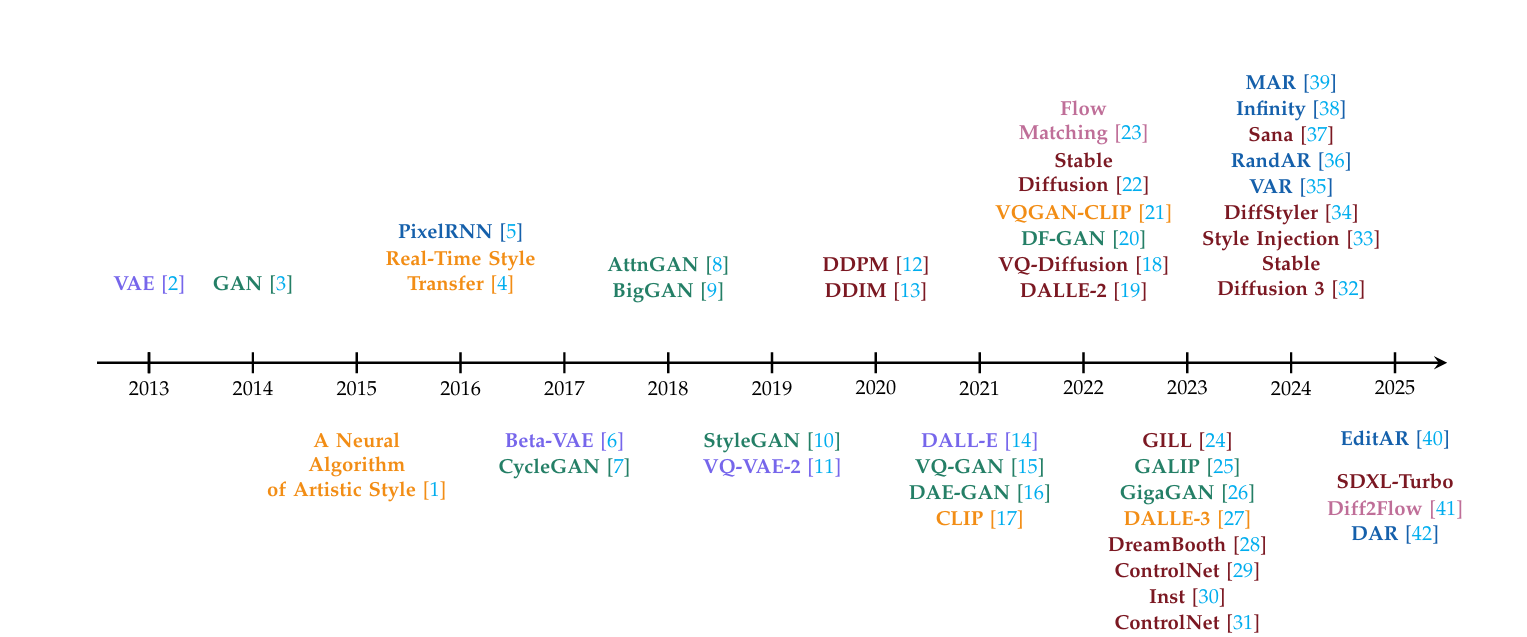 MAR [39]
Infinity [38]
Sana [37]
RandAR [36]
VAR [35]
DiffStyler [34]
Style Injection [33]
Stable
Diffusion 3 [32]
Flow
Matching [23]
Stable
Diffusion [22]
VQGAN-CLIP [21]
DF-GAN [20]
VQ-Diffusion [18]
DALLE-2 [19]
DDPM [12]
DDIM [13]
AttnGAN [8]
BigGAN [9]
PixelRNN [5]
Real-Time Style
Transfer [4]
GAN [3]
VAE [2]
2013 2014 2015 2016 2017 2018 2019 2020 2021 2022 2023 2024 2025
A Neural
Algorithm
of Artistic Style [1]
Beta-VAE [6]
CycleGAN [7]
StyleGAN [10]
VQ-VAE-2 [11]
DALL-E [14]
VQ-GAN [15]
DAE-GAN [16]
CLIP [17]
GILL [24]
GALIP [25]
GigaGAN [26]
DALLE-3 [27]
DreamBooth [28]
ControlNet [29]
Inst [30]
ControlNet [31]
EditAR [40]
SDXL-Turbo
Diff2Flow [41]
DAR [42]